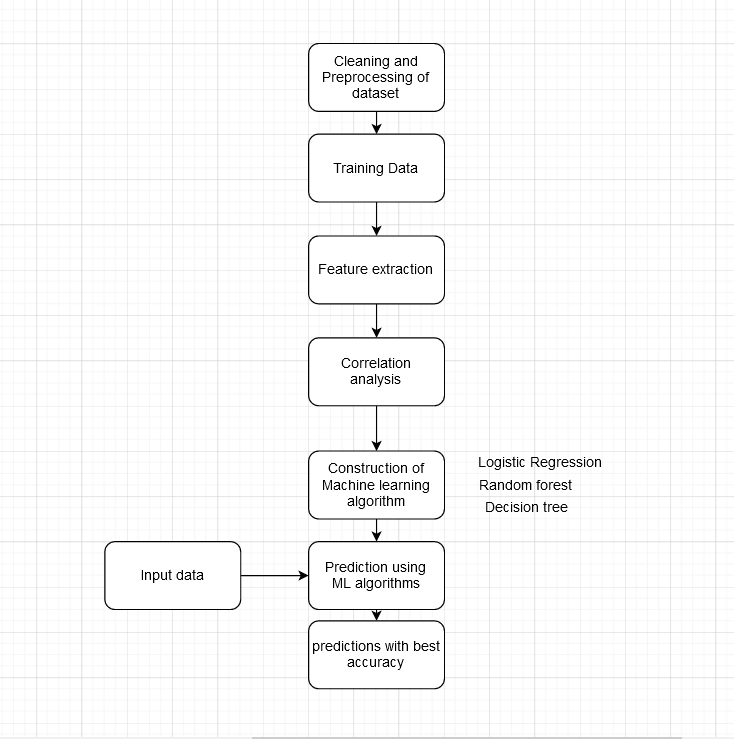 Cleaning and
Preprocessing of
dataset
Training Data
Feature extraction
Correlation
analysis
Construction of
Machine learning
algorithm
Logistic Regression
Random forest
Decision tree
Input data
Prediction using
ML algorithms
predictions with best
accuracy